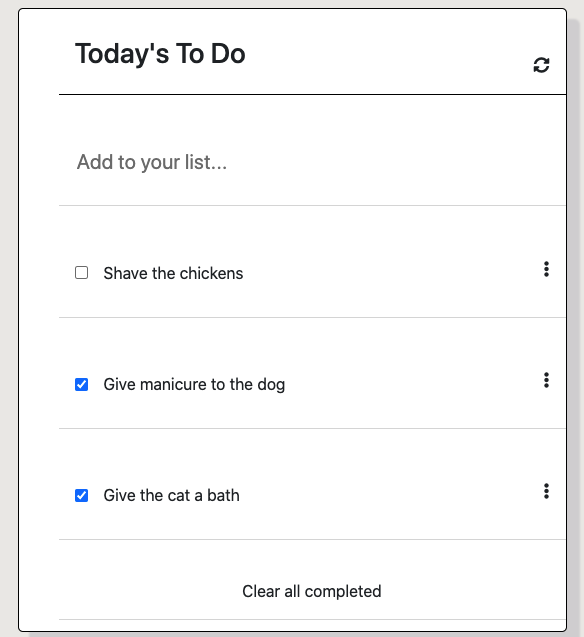 Today's To Do
Add to your list...
Shave the chickens
Give manicure to the dog
Give the cat a bath
Clear all completed